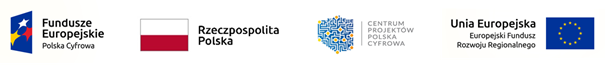 Fundusze
Europejskie
Polska Cyfrowa
Rzeczpospolita
Polska
CENTRUM
PROJEKTÓW
POLSKA
CYFROWA
Unia Europejska
Europejski Fundusz
Rozwoju Regionalnego